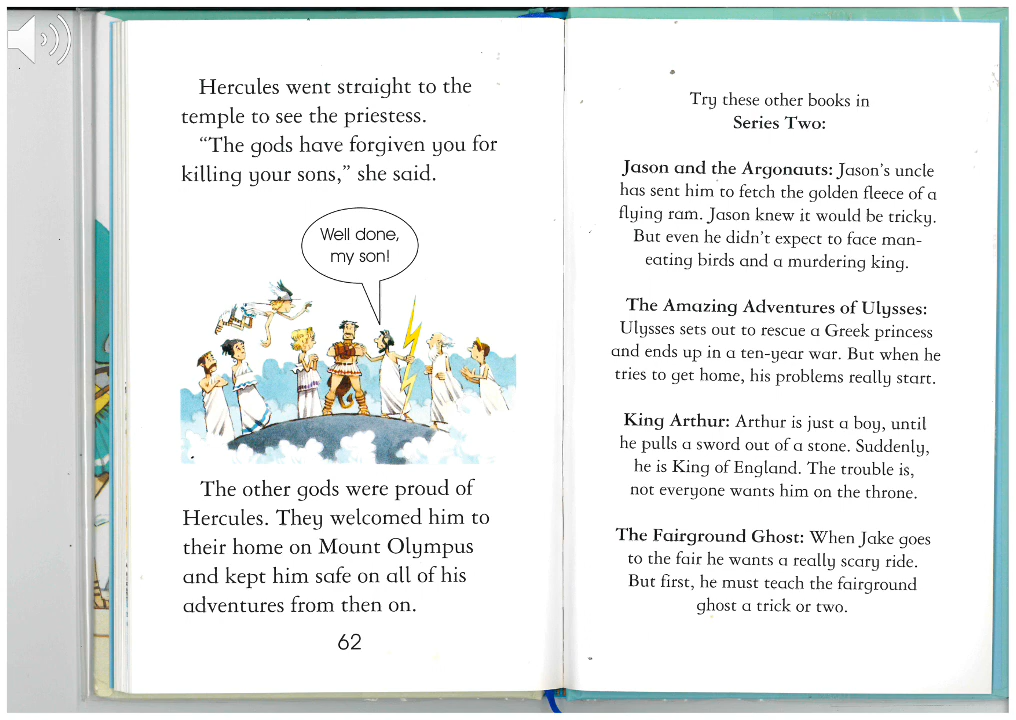 Hercules went straight to the
temple to see the priestess.
“The gods have forgiven you for
killing your sons,” she said.
Well done,
my son!
The other gods were proud of
Hercules. They welcomed him to
their home on Mount Olympus
and kept him safe on all of his
adventures from then on.
62
Try these other books in
Series Two:
Jason and the Argonauts: Jason’s uncle
has sent him to fetch the golden fleece of a
flying ram. Jason knew it would be tricky.
But even he didn’t expect to face man-
eating birds and a murdering king.
The Amazing Adventures of Ulysses:
Ulysses sets out to rescue a Greek princess
and ends up in a ten-year war. But when he
tries to get home, his problems really start.
King Arthur: Arthur is just a boy, until
he pulls a sword out of a stone. Suddenly,
he is King of England. The trouble is,
not everyone wants him on the throne.
The Fairground Ghost: When Jake goes
to the fair he wants a really scary ride.
But first, he must teach the fairground
ghost a trick or two.